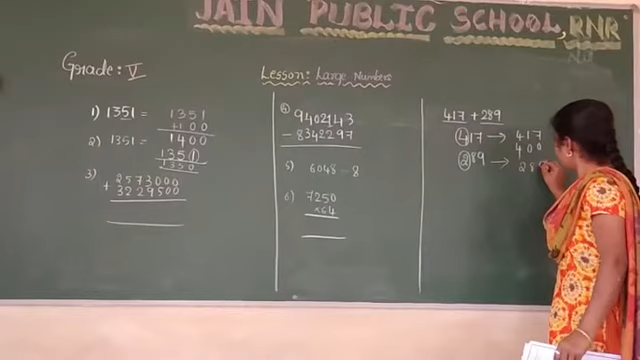 JAIN PUBLIC SCHOOL, RNR
Grade: V
Lesson: Large Numbers
1) 1351 = 1351
+100
2) 1351 = 1400
1351
1350
3) 2573000
+ 3229500
4) 9402143
- 8342297
5) 6048 ÷ 8
6) 7250
×64
417 + 289
417 → 417
400
289 → 28